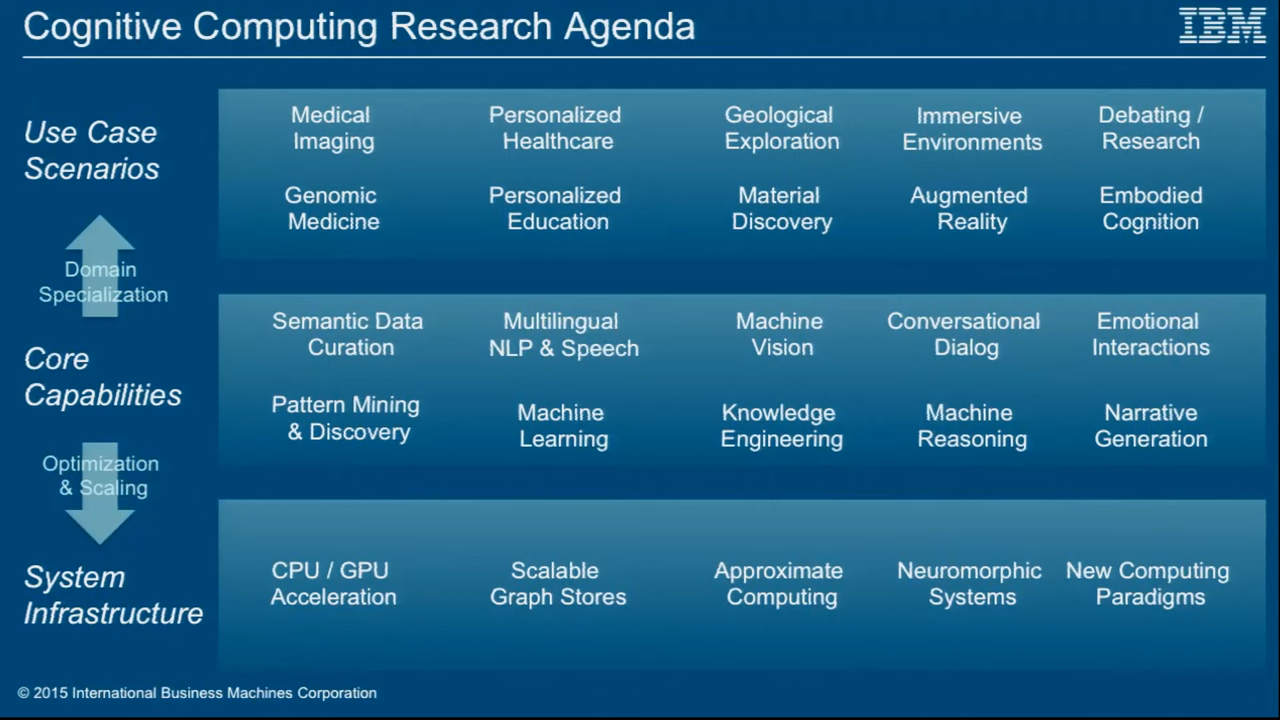 Cognitive Computing Research Agenda
IBM
Use Case
Scenarios
Medical
Imaging
Personalized
Healthcare
Geological
Exploration
Immersive
Environments
Debating /
Research
Genomic
Medicine
Personalized
Education
Material
Discovery
Augmented
Reality
Embodied
Cognition
Domain
Specialization
Core
Capabilities
Semantic Data
Curation
Multilingual
NLP & Speech
Machine
Vision
Conversational
Dialog
Emotional
Interactions
Pattern Mining
& Discovery
Machine
Learning
Knowledge
Engineering
Machine
Reasoning
Narrative
Generation
Optimization
& Scaling
System
Infrastructure
CPU / GPU
Acceleration
Scalable
Graph Stores
Approximate
Computing
Neuromorphic
Systems
New Computing
Paradigms
© 2015 International Business Machines Corporation